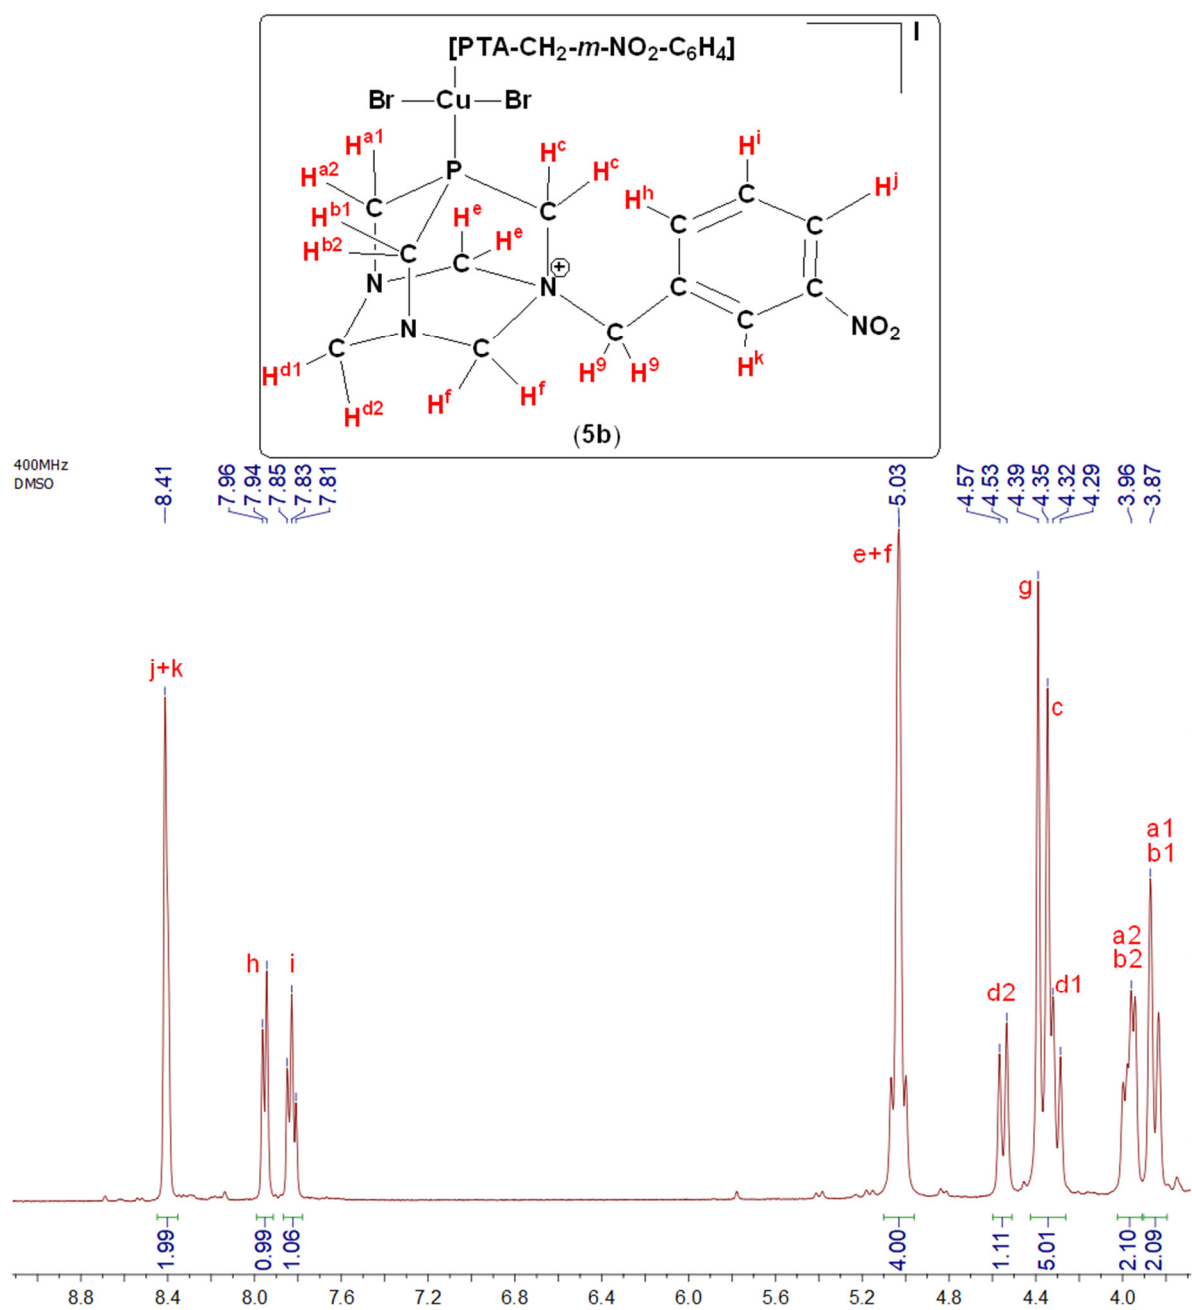 I
[PTA-CH2-m-NO2-C6H4]
Br Cu Br
Ha1
Ha2
P
Hc
Hc
Hi
Hj
Hh
C
C
C
C
C
Hb1
Hb2
He
He
C
C
N
N
⊕
C
C
N
C
C
NO2
C
C
C
H9 H9
Hk
Hd1
Hd2
Hf
Hf
(5b)
400MHz
DMSO
8.41
7.96
7.94
7.85
7.83
7.81
5.03
4.57
4.53
4.39
4.35
4.32
4.29
3.96
3.87
e+f
g
j+k
c
a1
b1
a2
b2
h i
d2
d1
1.99
0.99
1.06
4.00
1.11
5.01
2.10
2.09
8.8 8.4 8.0 7.6 7.2 6.8 6.4 6.0 5.6 5.2 4.8 4.4 4.0